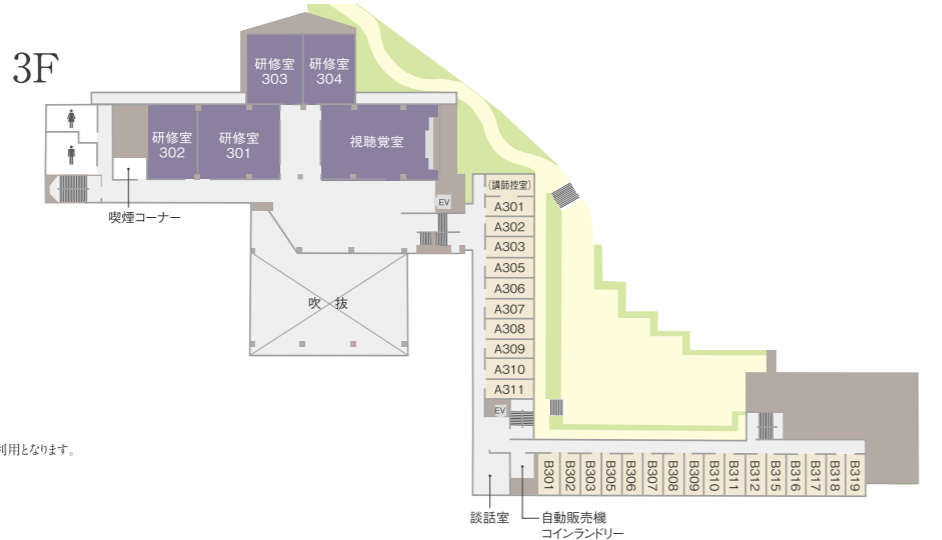 3F
研修室
303
研修室
304
研修室
302
研修室
301
視聴覚室
喫煙コーナー
EV
(講師控室)
A301
A302
A303
A305
A306
A307
A308
A309
A310
A311
吹 抜
EV
利用となります。
B301
B302
B303
B305
B306
B307
B308
B309
B310
B311
B312
B315
B316
B317
B318
B319
談話室
自動販売機
コインランドリー